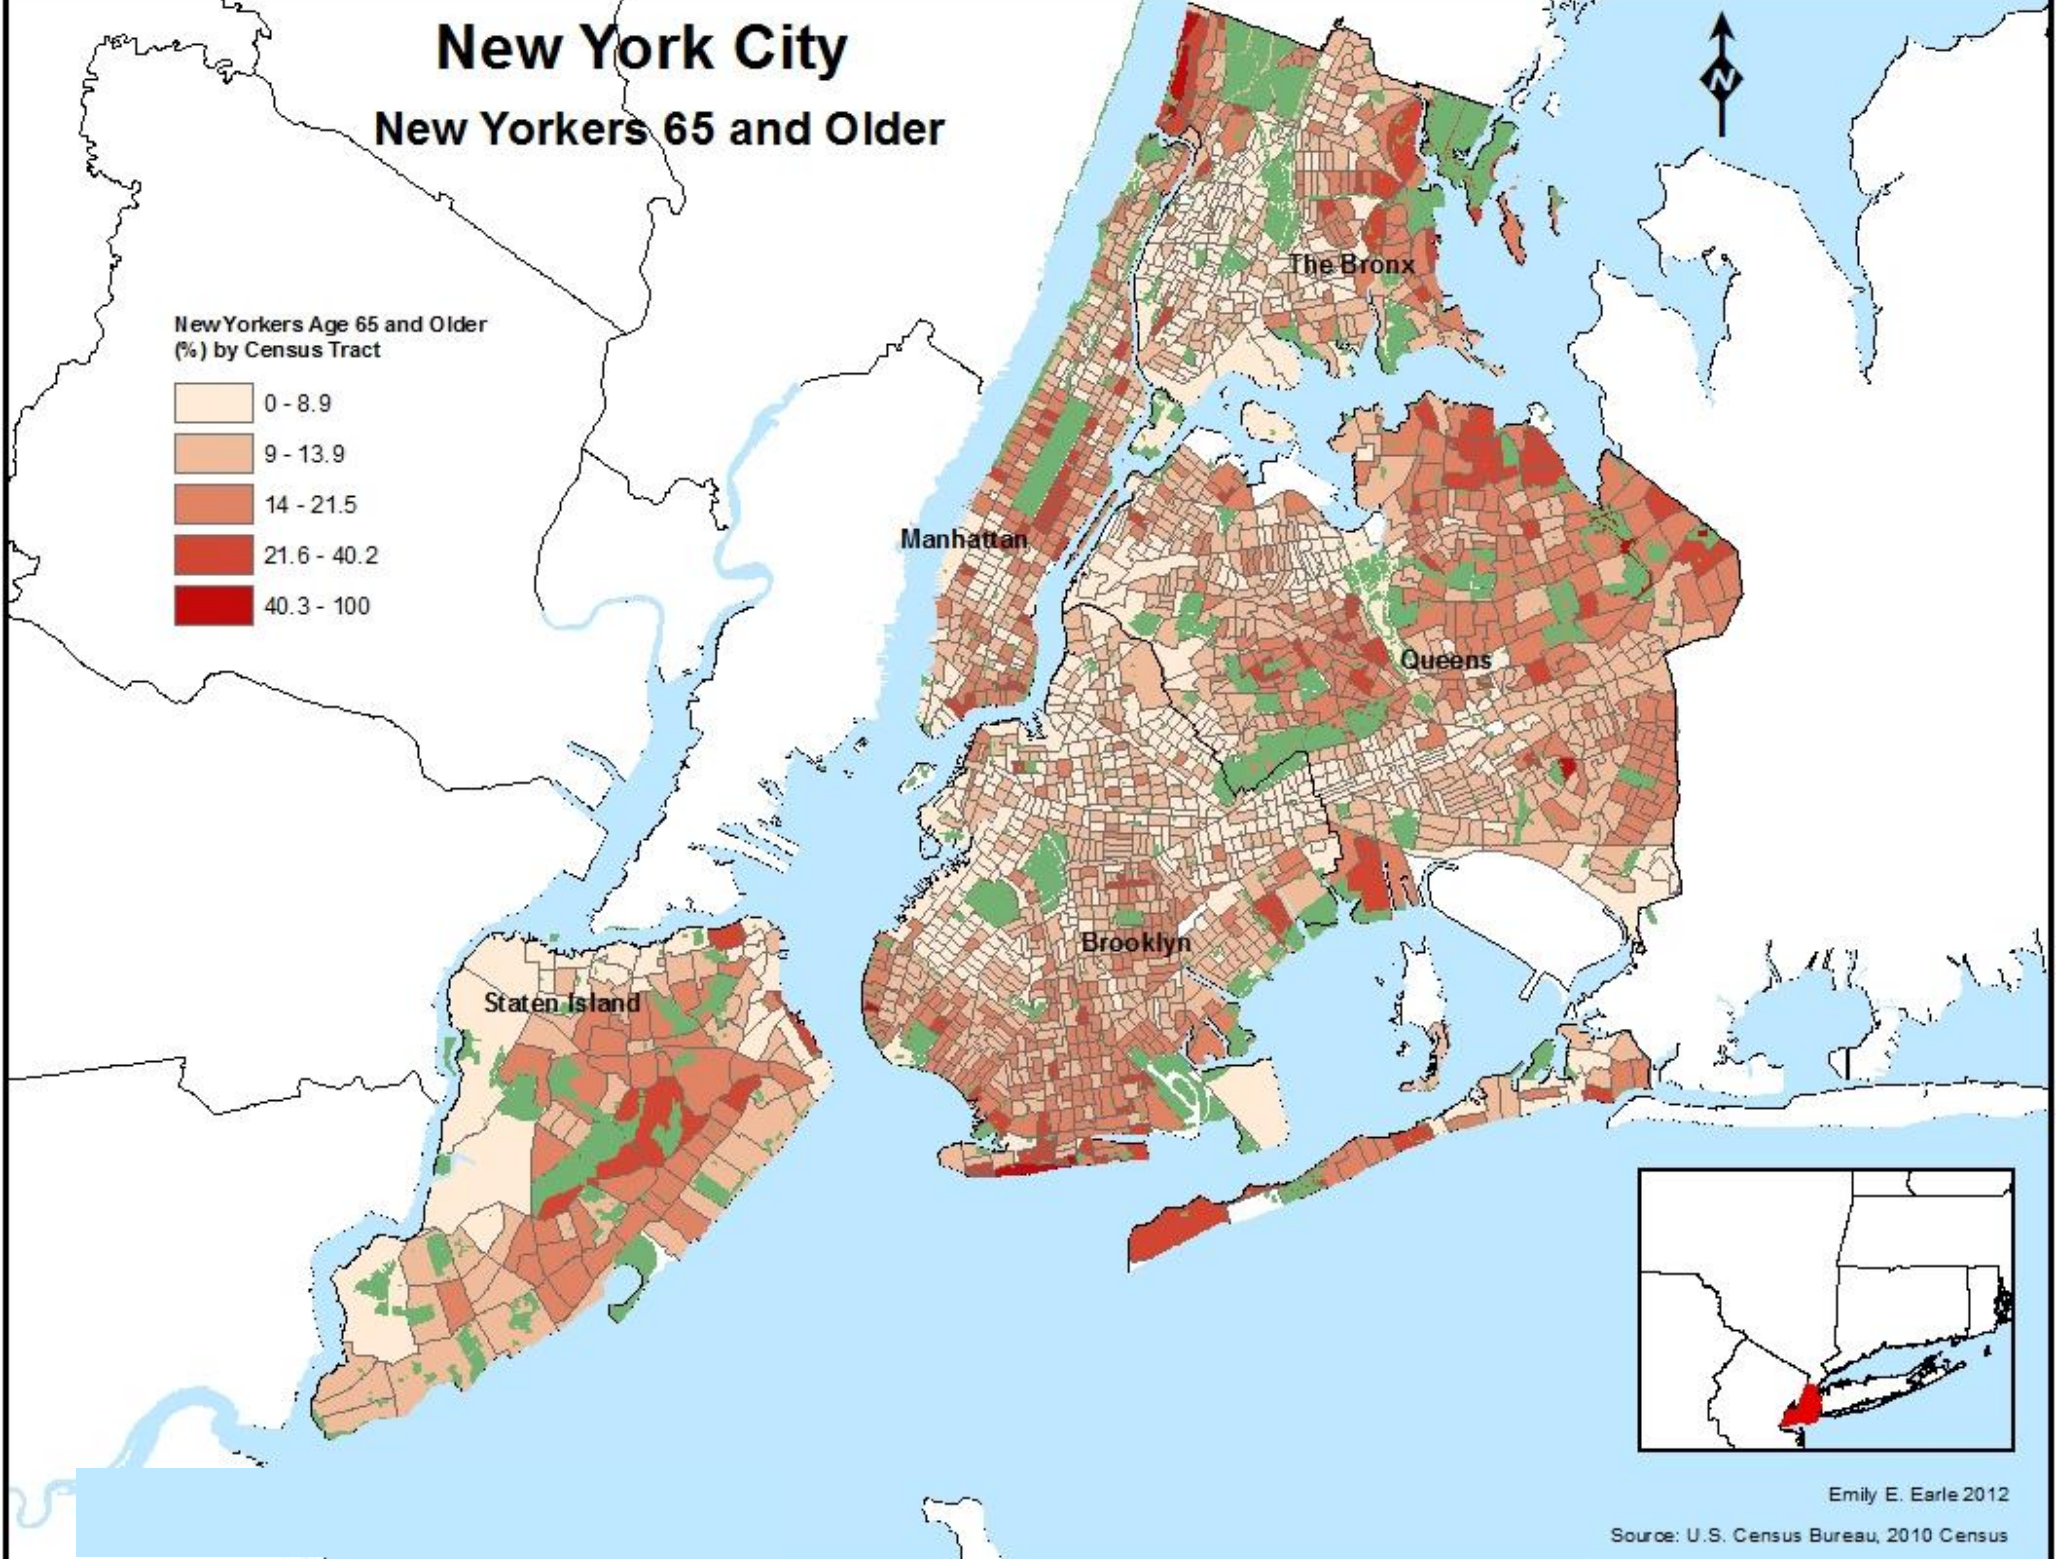 New York City
New Yorkers 65 and Older
N
The Bronx
New Yorkers Age 65 and Older
(%) by Census Tract
0 - 8.9
9 - 13.9
14 - 21.5
21.6 - 40.2
40.3 - 100
Manhattan
Queens
Brooklyn
Staten Island
Emily E. Earle 2012
Source: U.S. Census Bureau, 2010 Census